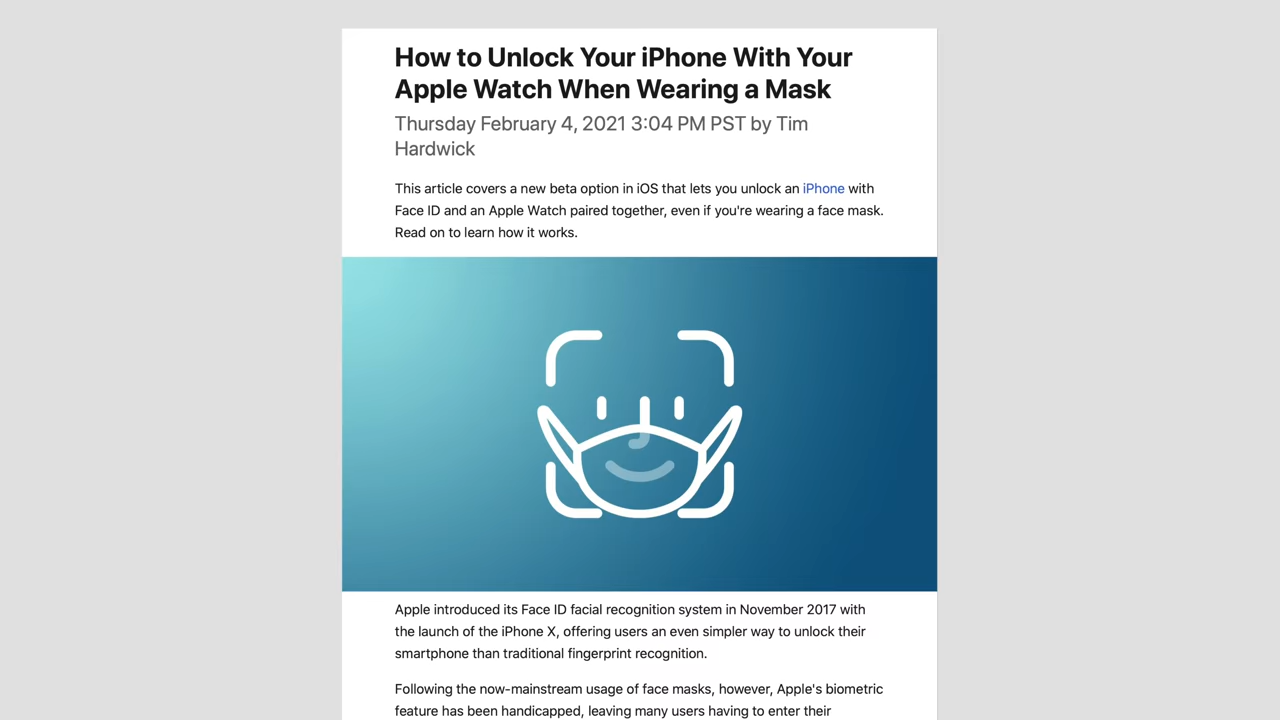 How to Unlock Your iPhone With Your
Apple Watch When Wearing a Mask
Thursday February 4, 2021 3:04 PM PST by Tim
Hardwick
This article covers a new beta option in iOS that lets you unlock an iPhone with
Face ID and an Apple Watch paired together, even if you're wearing a face mask.
Read on to learn how it works.
Apple introduced its Face ID facial recognition system in November 2017 with
the launch of the iPhone X, offering users an even simpler way to unlock their
smartphone than traditional fingerprint recognition.
Following the now-mainstream usage of face masks, however, Apple's biometric
feature has been handicapped, leaving many users having to enter their